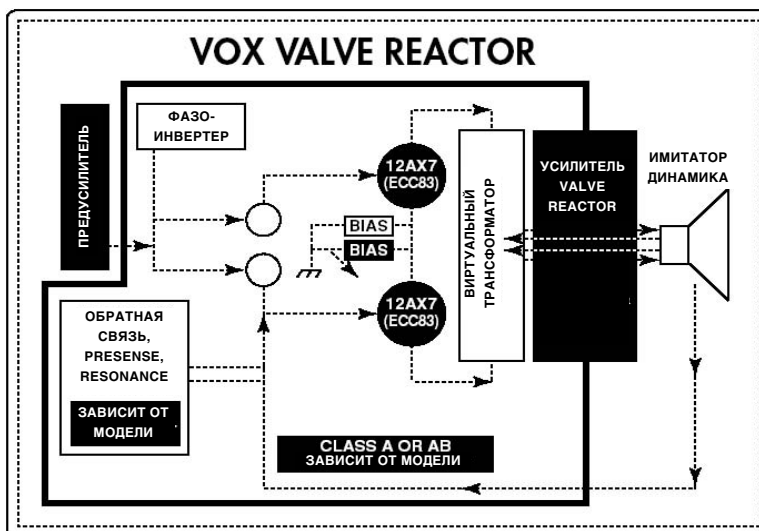 VOX VALVE REACTOR
ПРЕДУСИЛИТЕЛЬ
ФАЗО-
ИНВЕРТЕР
12AX7
(ECC83)
BIAS
BIAS
12AX7
(ECC83)
ВИРТУАЛЬНЫЙ
ТРАНСФОРМАТОР
УСИЛИТЕЛЬ
VALVE
REACTOR
ИМИТАТОР
ДИНАМИКА
ОБРАТНАЯ
СВЯЗЬ,
PRESENSE,
RESONANCE
ЗАВИСИТ ОТ
МОДЕЛИ
CLASS A OR AB
ЗАВИСИТ ОТ МОДЕЛИ